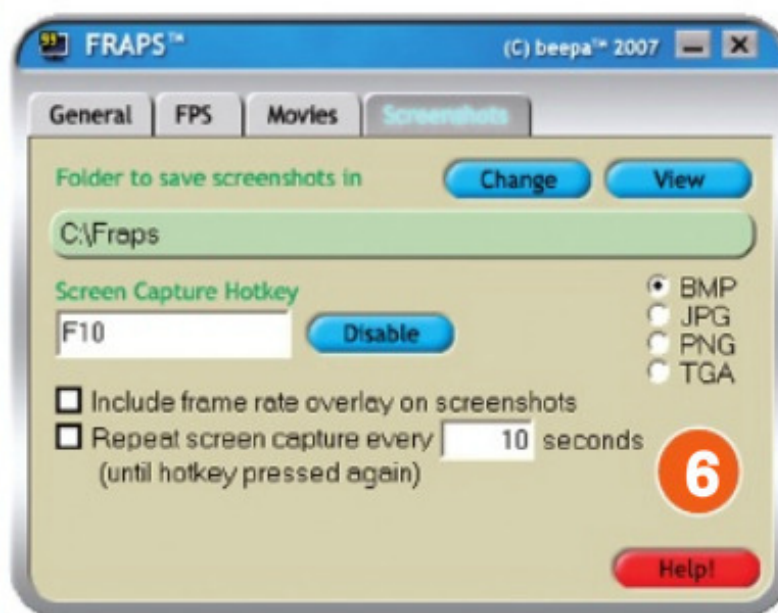 99
FRAPS™ (C) beepa™ 2007
General FPS Movies Screenshots
Folder to save screenshots in Change View
C:\Fraps
Screen Capture Hotkey
F10 Disable
BMP
JPG
PNG
TGA
Include frame rate overlay on screenshots
Repeat screen capture every 10 seconds
(until hotkey pressed again)
6
Help!